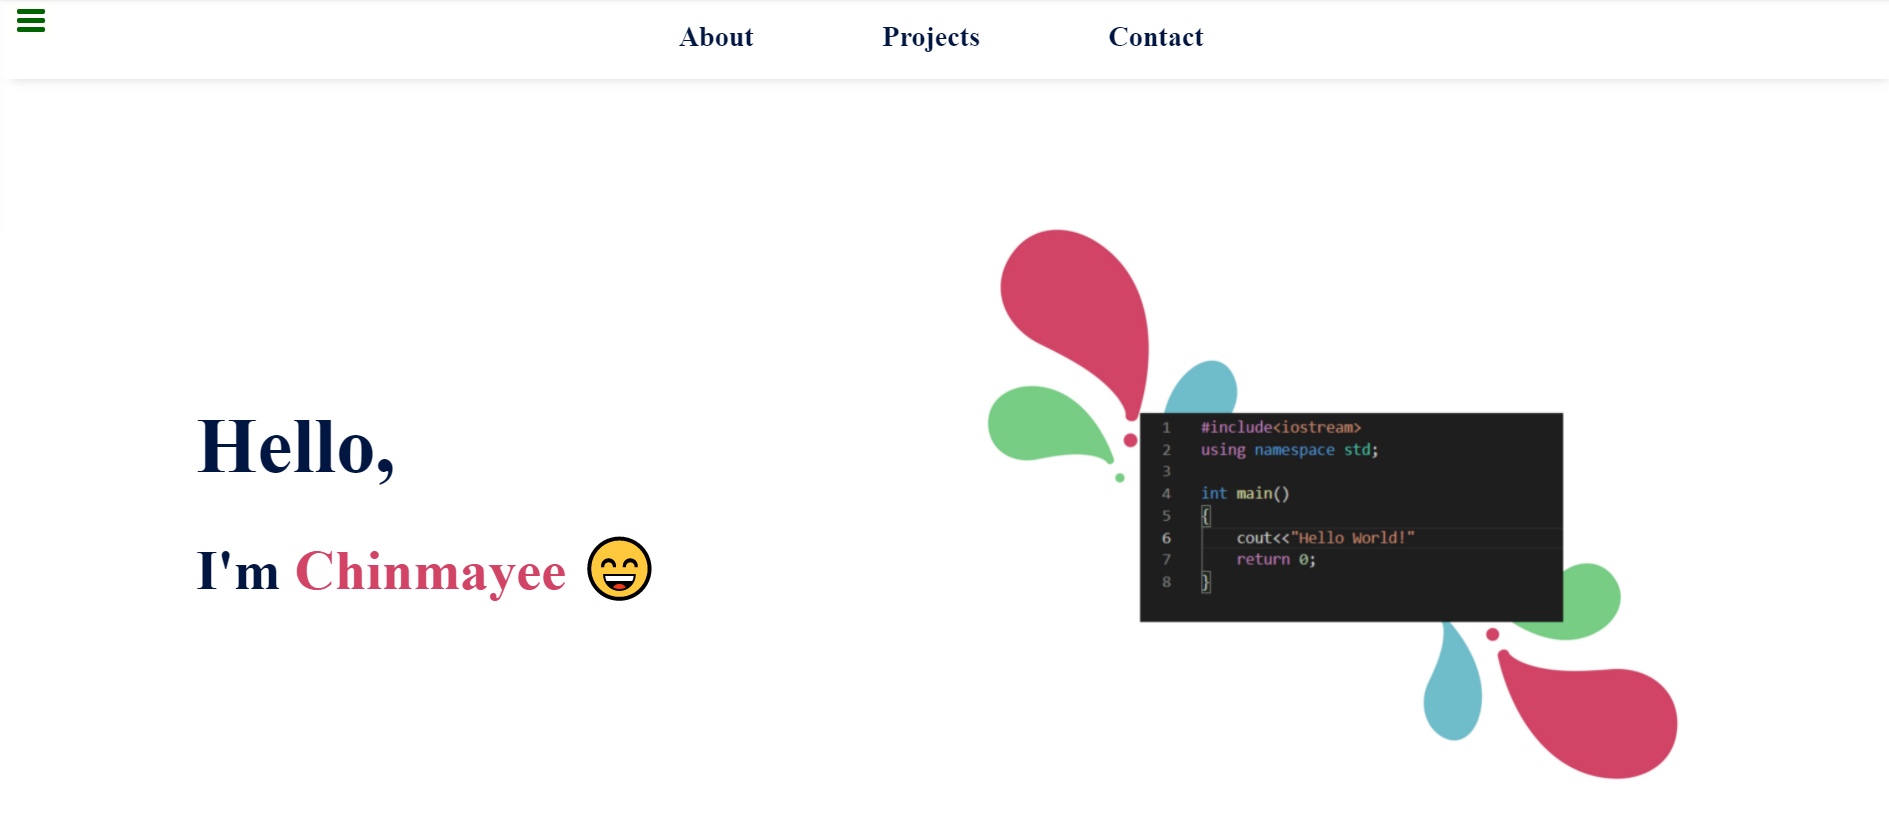 About Projects Contact
Hello,
I'm Chinmayee
1 #include<iostream>
2 using namespace std;
3
4 int main()
5 {
6 cout<<"Hello World!"
7 return 0;
8 }